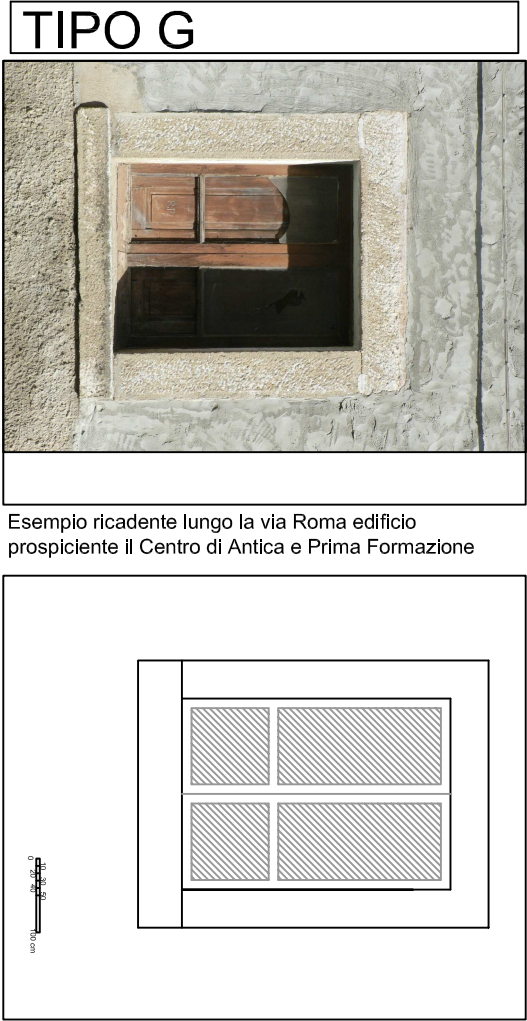 TIPO G
Esempio ricadente lungo la via Roma edificio
prospiciente il Centro di Antica e Prima Formazione
0
10
20
30
40
50
100 cm